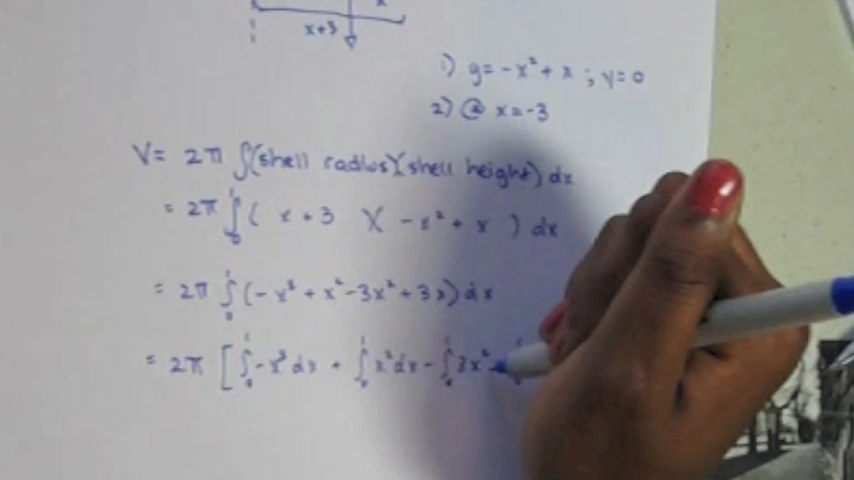 x
x+3
1) y = -x² + x ; y = 0
2) @ x = -3
V = 2π ∫(shell radius)(shell height) dx
= 2π ∫₀¹ ( x + 3 )( -x² + x ) dx
= 2π ∫₀¹ (-x³ + x² - 3x² + 3x) dx
= 2π [ ∫₀¹ -x³ dx + ∫₀¹ x² dx - ∫₀¹ 3x²